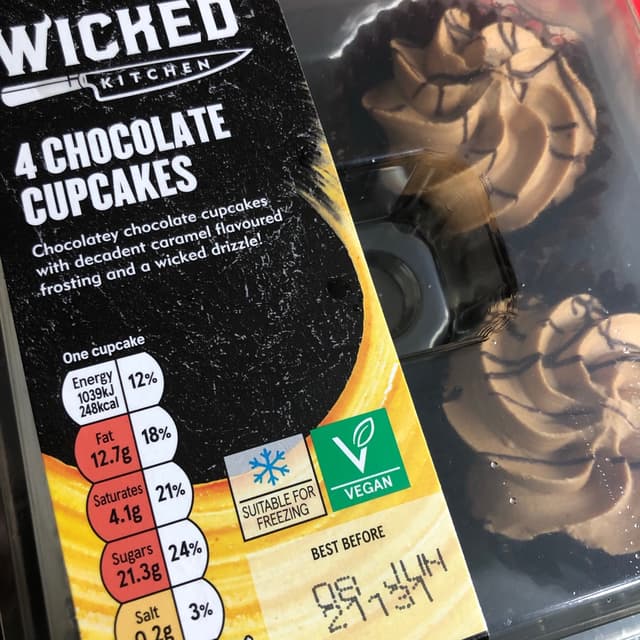 WICKED
KITCHEN
4 CHOCOLATE
CUPCAKES
Chocolatey chocolate cupcakes
with decadent caramel flavoured
frosting and a wicked drizzle!
One cupcake
Energy
1039kJ
248kcal
12%
Fat
12.7g
18%
Saturates
4.1g
21%
Sugars
21.3g
24%
Salt
0.2g
3%
SUITABLE FOR
FREEZING
VEGAN
BEST BEFORE